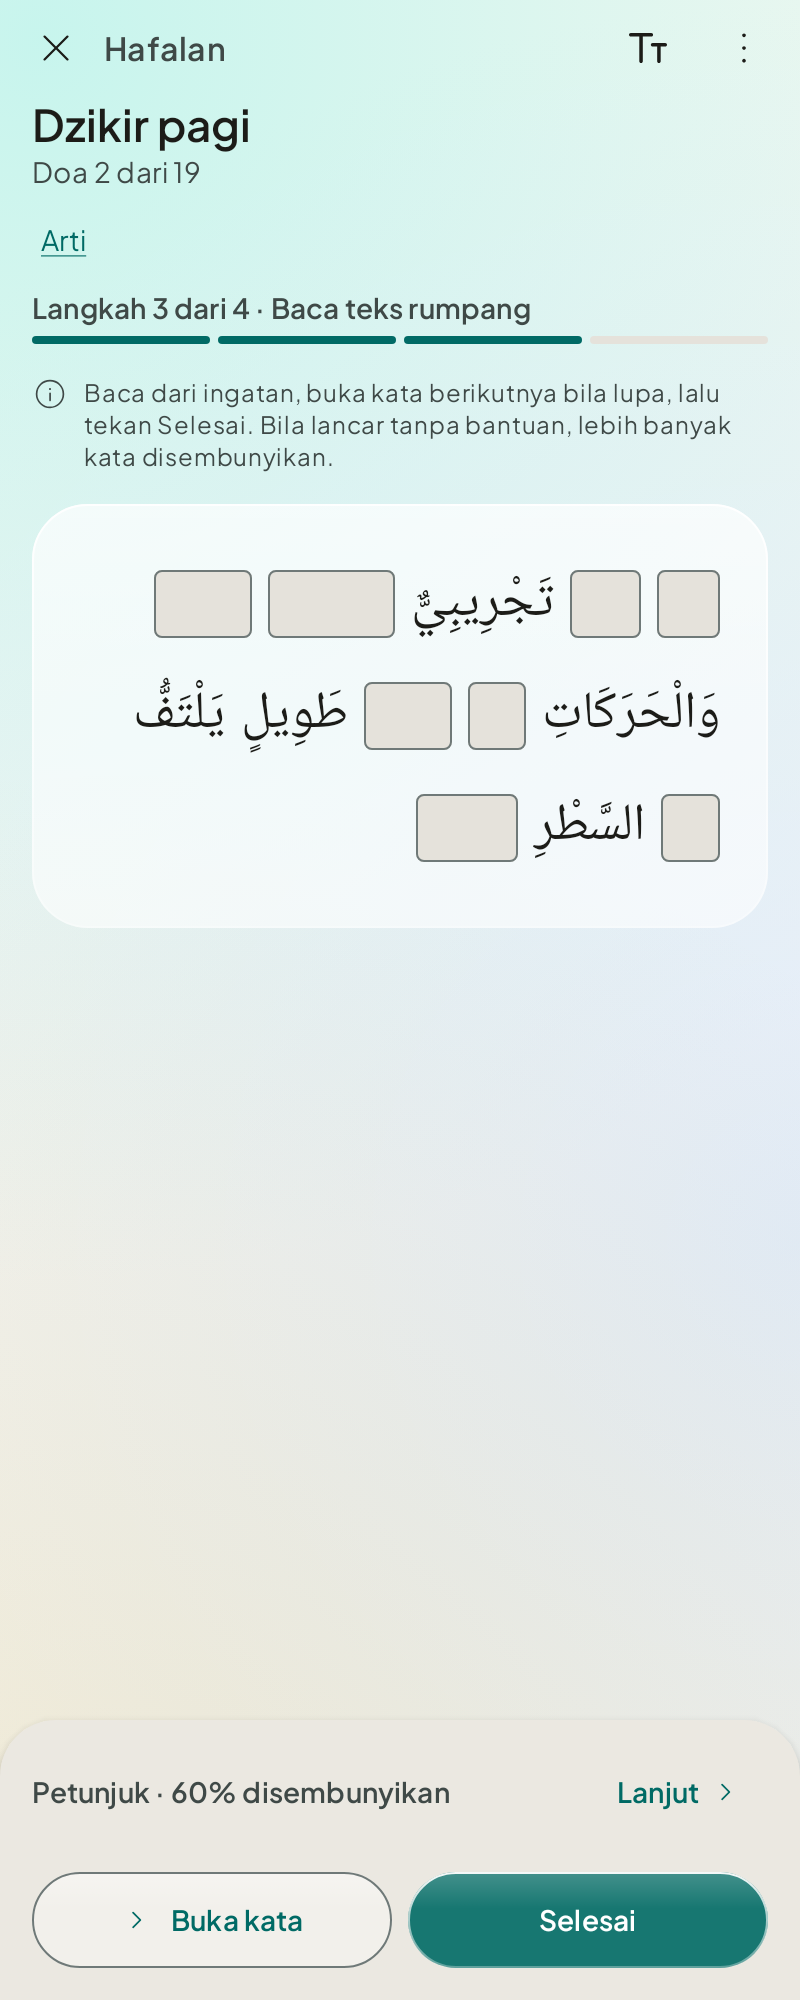 Hafalan
Dzikir pagi
Doa 2 dari 19
Arti
Langkah 3 dari 4 · Baca teks rumpang
Baca dari ingatan, buka kata berikutnya bila lupa, lalu
tekan Selesai. Bila lancar tanpa bantuan, lebih banyak
kata disembunyikan.
تَجْرِيبِيٌّ
وَالْحَرَكَاتِ طَوِيلٍ يَلْتَفُّ
السَّطْرِ
Petunjuk · 60% disembunyikan
Lanjut
Buka kata
Selesai